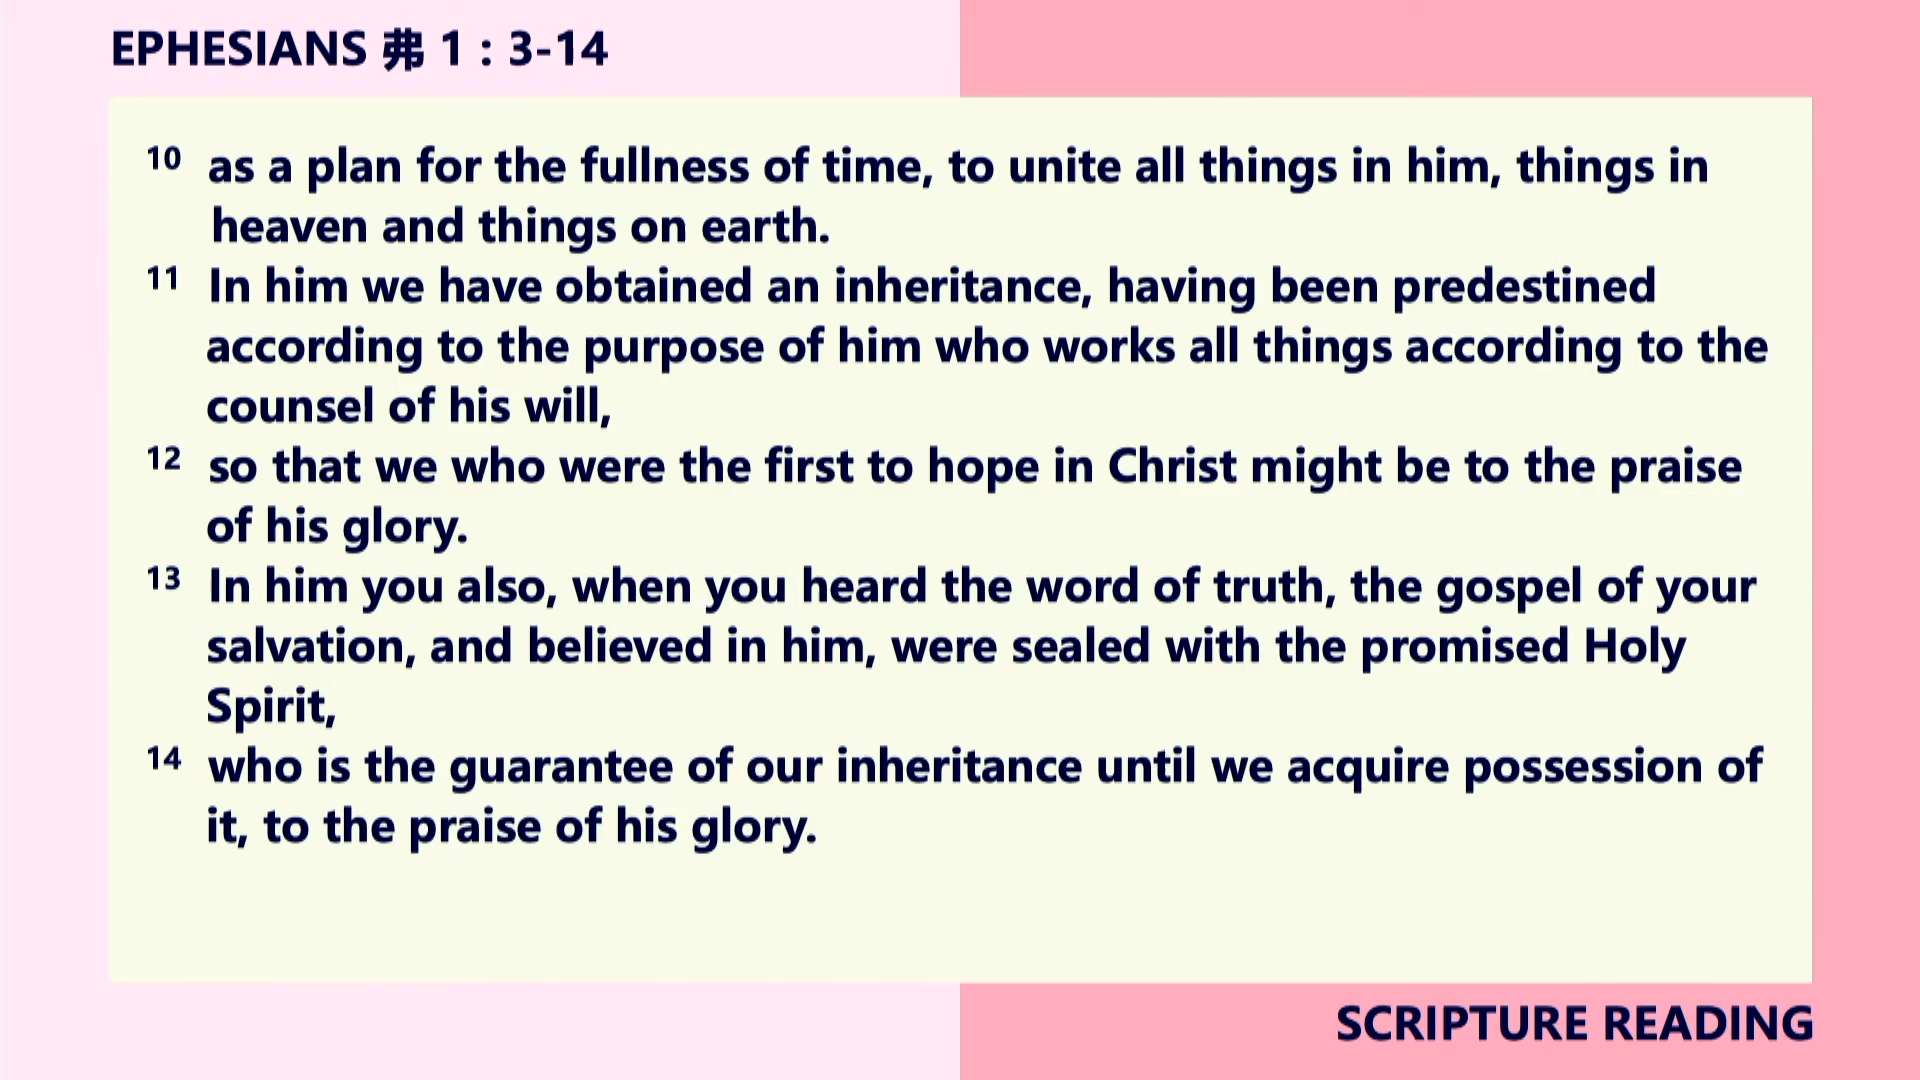 EPHESIANS 弗 1 : 3-14
10 as a plan for the fullness of time, to unite all things in him, things in
heaven and things on earth.
11 In him we have obtained an inheritance, having been predestined
according to the purpose of him who works all things according to the
counsel of his will,
12 so that we who were the first to hope in Christ might be to the praise
of his glory.
13 In him you also, when you heard the word of truth, the gospel of your
salvation, and believed in him, were sealed with the promised Holy
Spirit,
14 who is the guarantee of our inheritance until we acquire possession of
it, to the praise of his glory.
SCRIPTURE READING